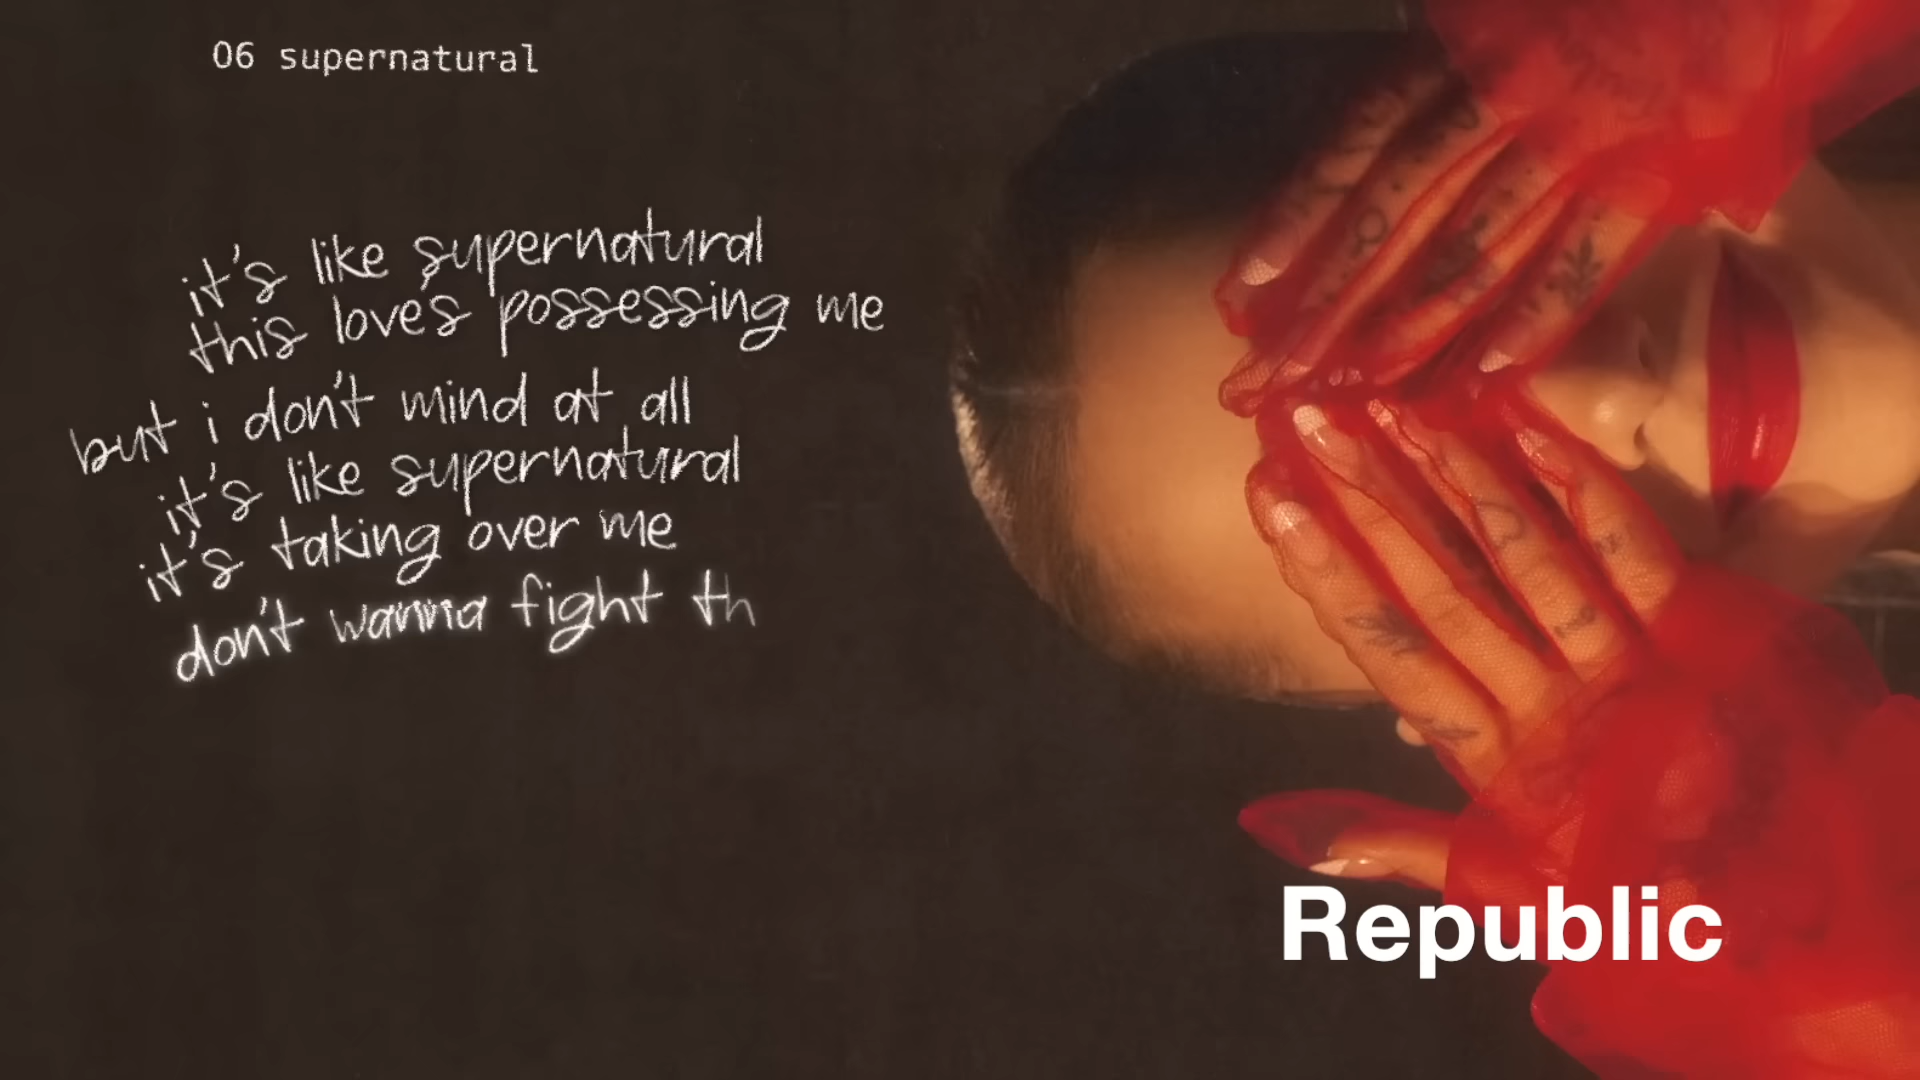 06 supernatural
it's like supernatural
this love's possessing me
but i don't mind at all
it's like supernatural
it's taking over me
don't wanna fight th
Republic